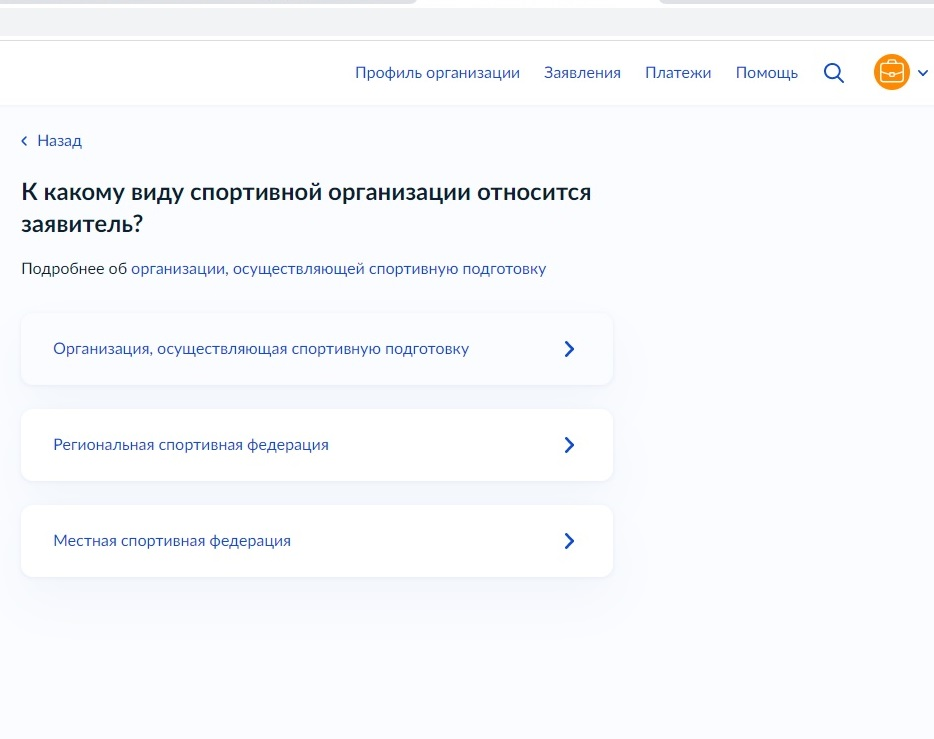 Профиль организации Заявления Платежи Помощь
Назад
К какому виду спортивной организации относится
заявитель?
Подробнее об организации, осуществляющей спортивную подготовку
Организация, осуществляющая спортивную подготовку
Региональная спортивная федерация
Местная спортивная федерация